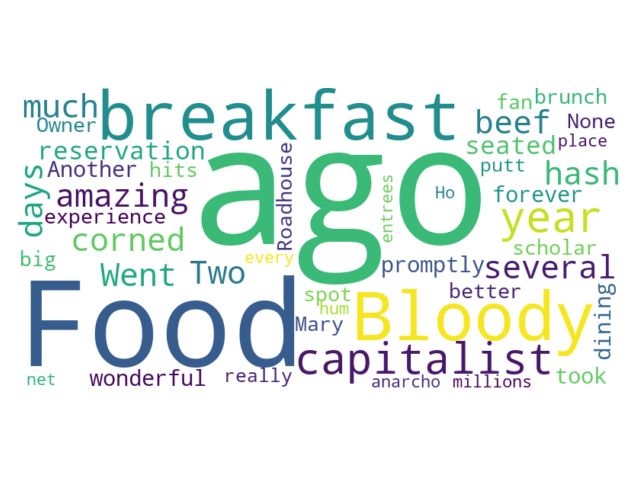 much
breakfast
fan
brunch
Owner
beef
None
reservation
ago
seated
place
Another
hits
Roadhouse
putt
hash
days
amazing
entrees
Ho
forever
year
experience
corned
scholar
big
every
promptly
several
Went
Two
Food
spot
better
dining
num
Bloody
Mary
capitalist
net
wonderful
really
anarcho
millions
took